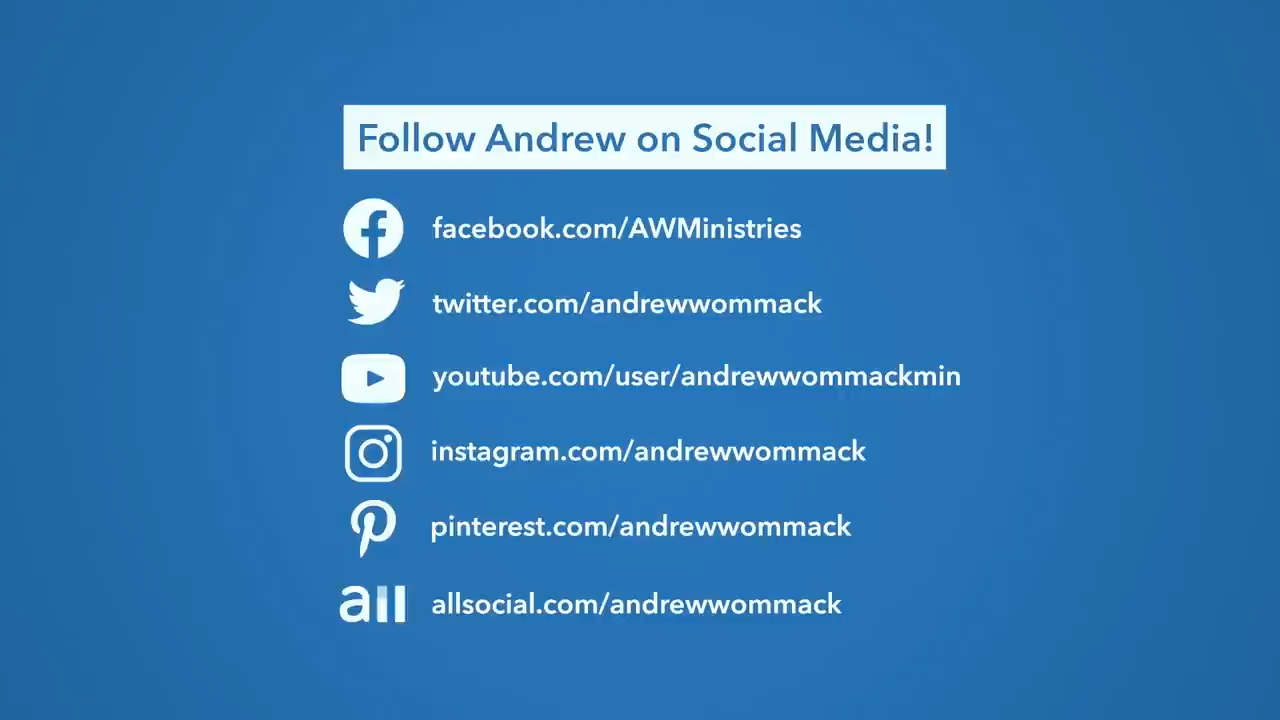 Follow Andrew on Social Media!
facebook.com/AWMinistries
twitter.com/andrewwommack
youtube.com/user/andrewwommackmin
instagram.com/andrewwommack
pinterest.com/andrewwommack
all allsocial.com/andrewwommack